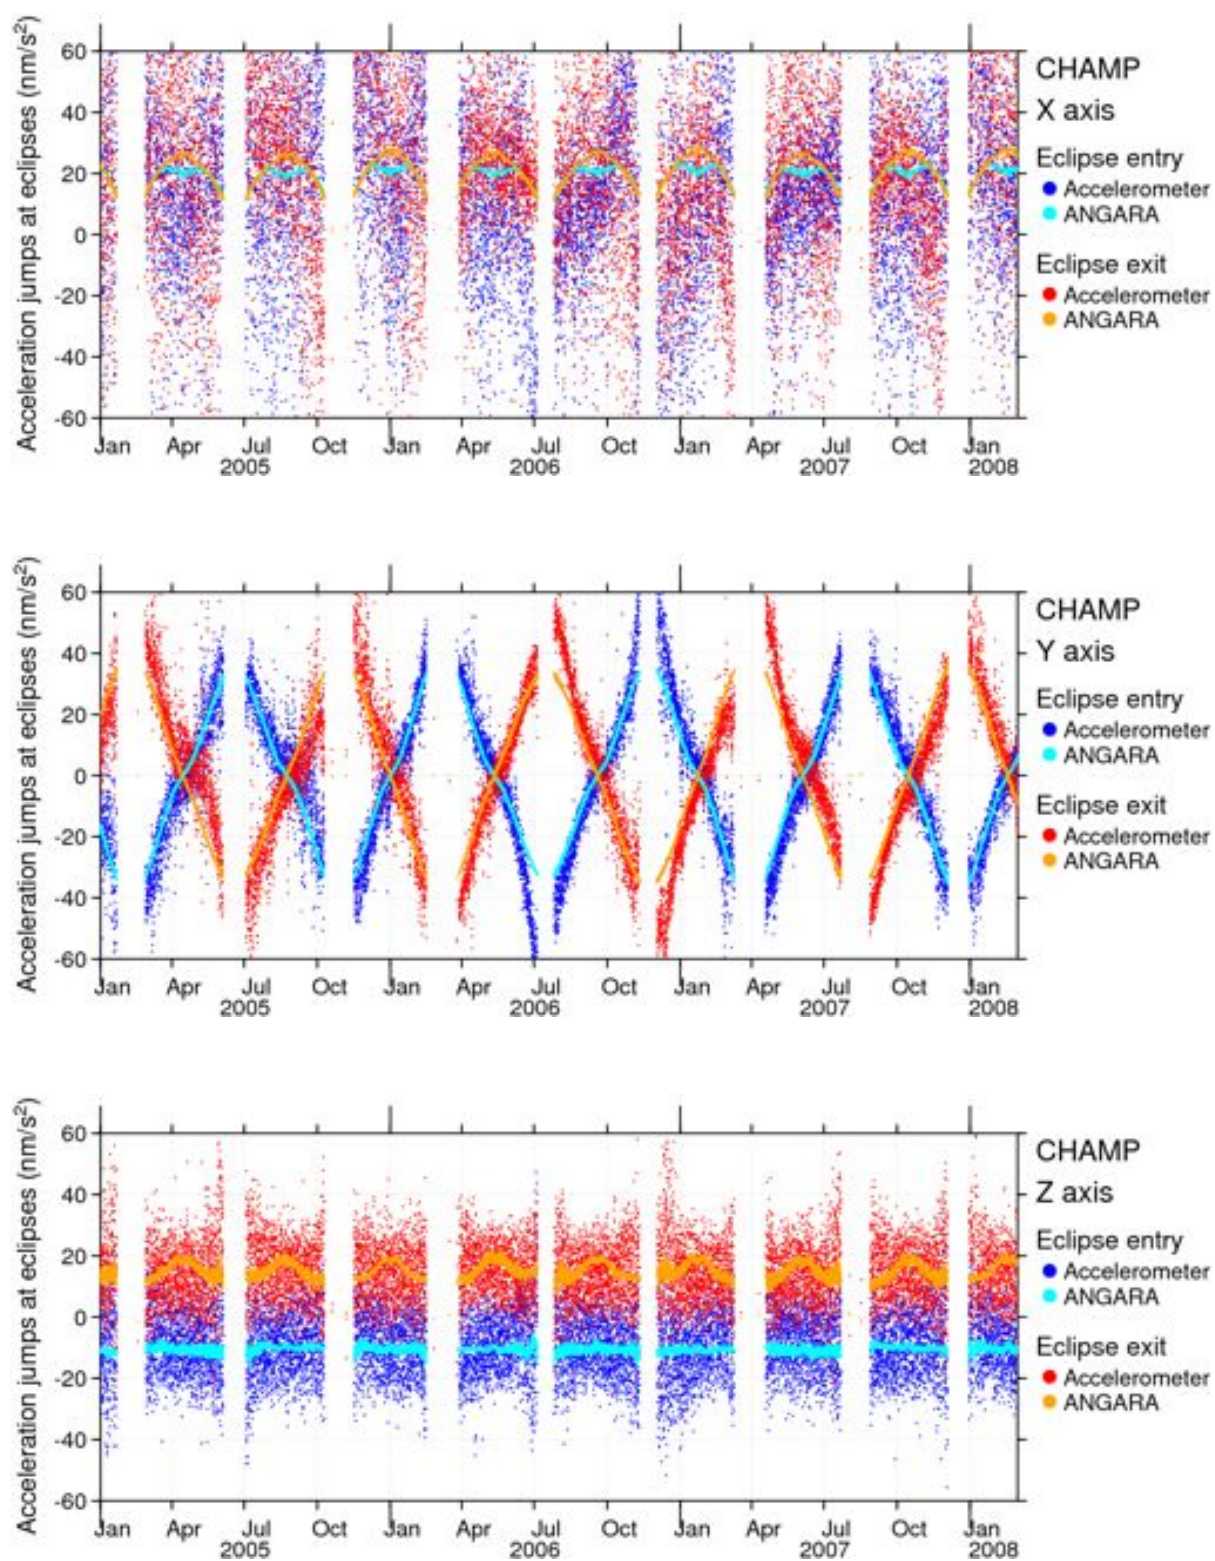 Acceleration jumps at eclipses (nm/s²)
60
40
20
0
-20
-40
-60
Jan Apr Jul Oct Jan Apr Jul Oct Jan Apr Jul Oct Jan
2005 2006 2007 2008
CHAMP
X axis
Eclipse entry
Accelerometer
ANGARA
Eclipse exit
Accelerometer
ANGARA
Acceleration jumps at eclipses (nm/s²)
60
40
20
0
-20
-40
-60
Jan Apr Jul Oct Jan Apr Jul Oct Jan Apr Jul Oct Jan
2005 2006 2007 2008
CHAMP
Y axis
Eclipse entry
Accelerometer
ANGARA
Eclipse exit
Accelerometer
ANGARA
Acceleration jumps at eclipses (nm/s²)
60
40
20
0
-20
-40
-60
Jan Apr Jul Oct Jan Apr Jul Oct Jan Apr Jul Oct Jan
2005 2006 2007 2008
CHAMP
Z axis
Eclipse entry
Accelerometer
ANGARA
Eclipse exit
Accelerometer
ANGARA